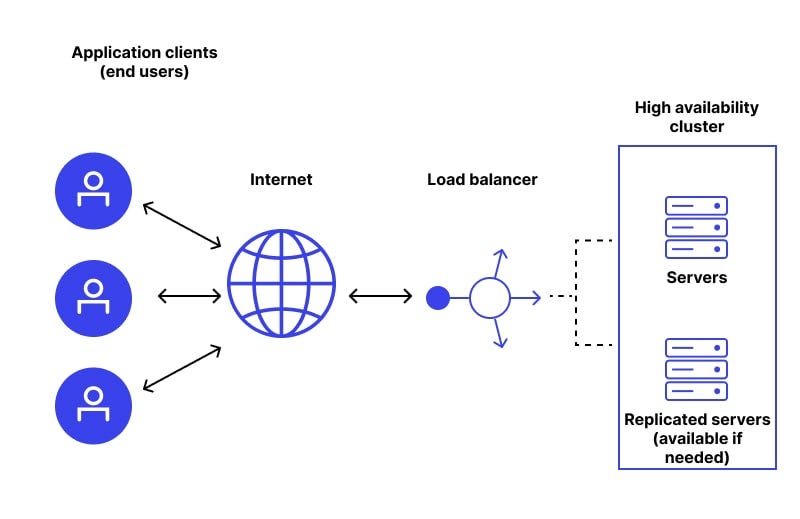 Application clients
(end users)
High availability
cluster
Internet
Load balancer
Servers
Replicated servers
(available if
needed)